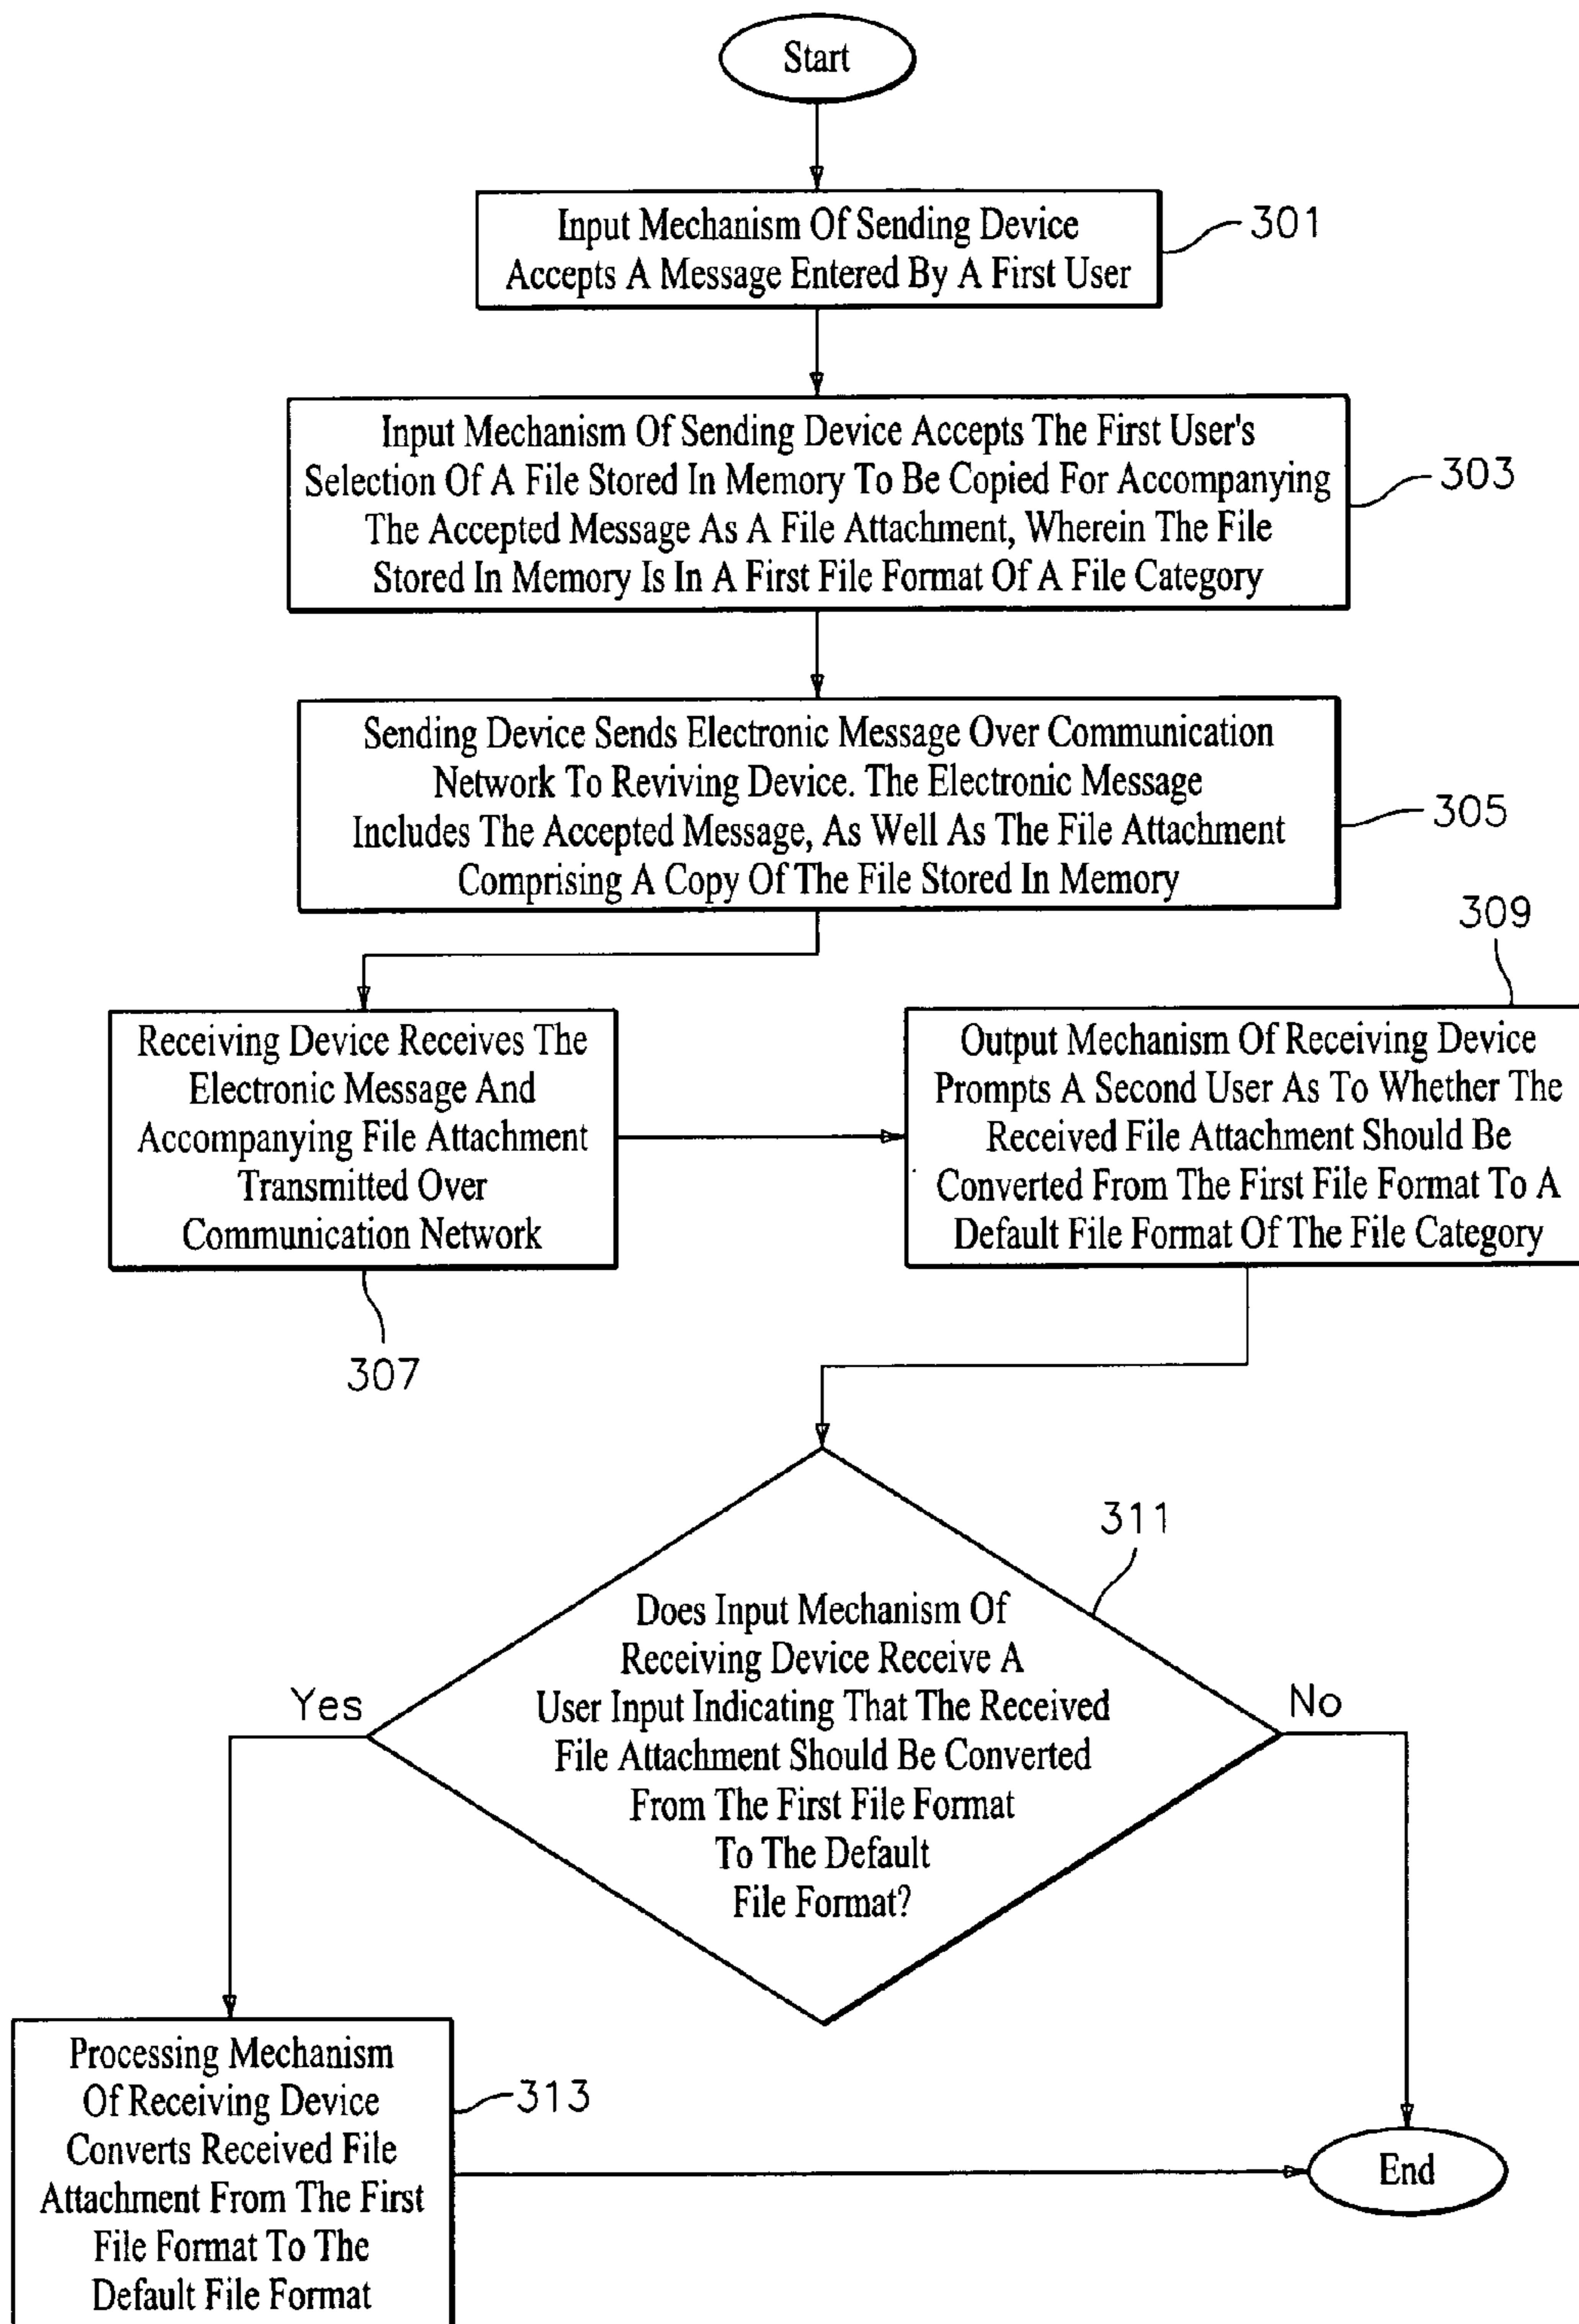 Start
Input Mechanism Of Sending Device
Accepts A Message Entered By A First User
301
Input Mechanism Of Sending Device Accepts The First User's
Selection Of A File Stored In Memory To Be Copied For Accompanying
The Accepted Message As A File Attachment, Wherein The File
Stored In Memory Is In A First File Format Of A File Category
303
Sending Device Sends Electronic Message Over Communication
Network To Reviving Device. The Electronic Message
Includes The Accepted Message, As Well As The File Attachment
Comprising A Copy Of The File Stored In Memory
305
Receiving Device Receives The
Electronic Message And
Accompanying File Attachment
Transmitted Over
Communication Network
307
309
Output Mechanism Of Receiving Device
Prompts A Second User As To Whether The
Received File Attachment Should Be
Converted From The First File Format To A
Default File Format Of The File Category
311
Does Input Mechanism Of
Receiving Device Receive A
User Input Indicating That The Received
File Attachment Should Be Converted
From The First File Format
To The Default
File Format?
Yes
No
Processing Mechanism
Of Receiving Device
Converts Received File
Attachment From The First
File Format To The
Default File Format
313
End